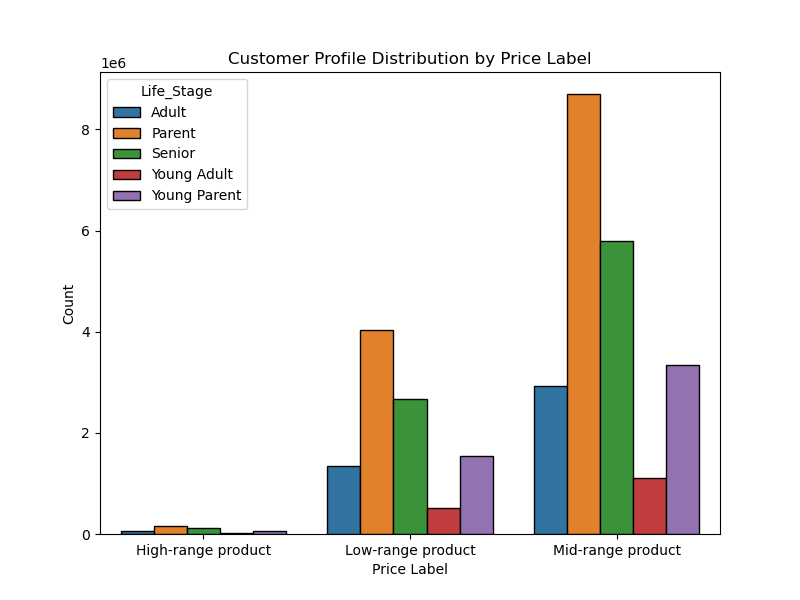 Customer Profile Distribution by Price Label
1e6
Life_Stage
Adult
Parent
Senior
Young Adult
Young Parent
8
6
4
2
0
Count
High-range product
Low-range product
Mid-range product
Price Label